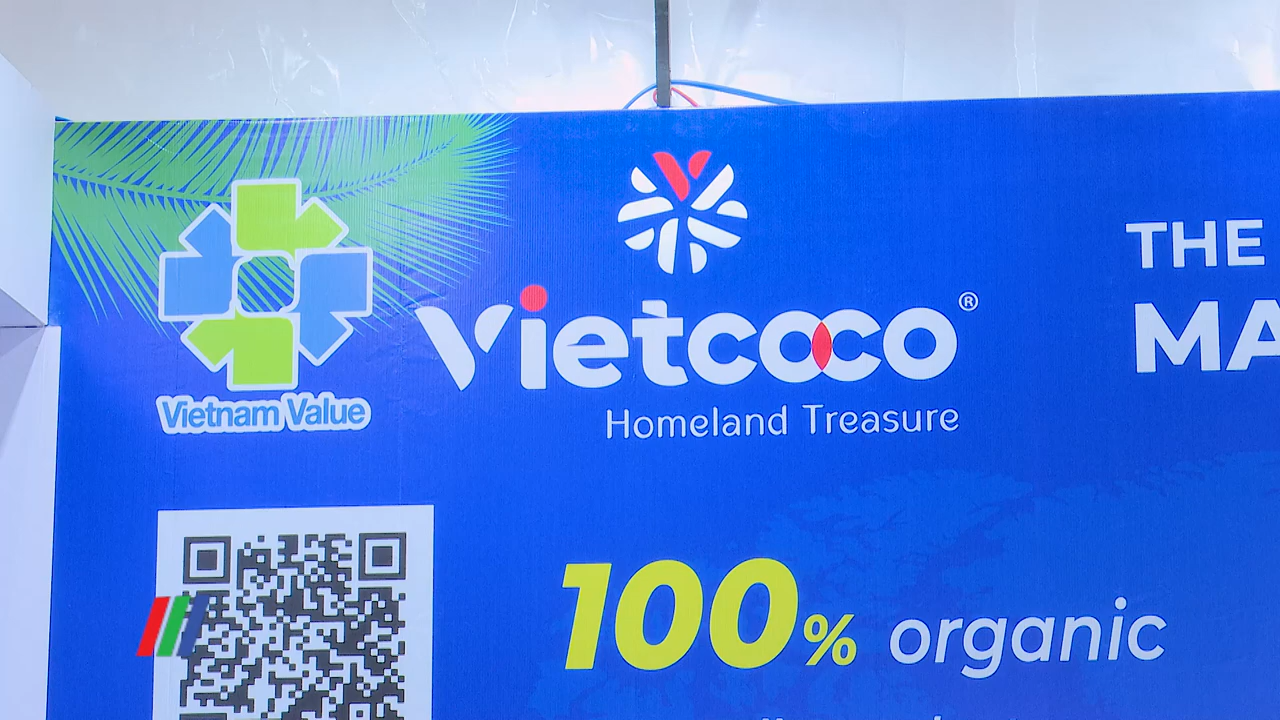 Vietnam Value
Vietcoco®
Homeland Treasure
THE
MA
100% organic